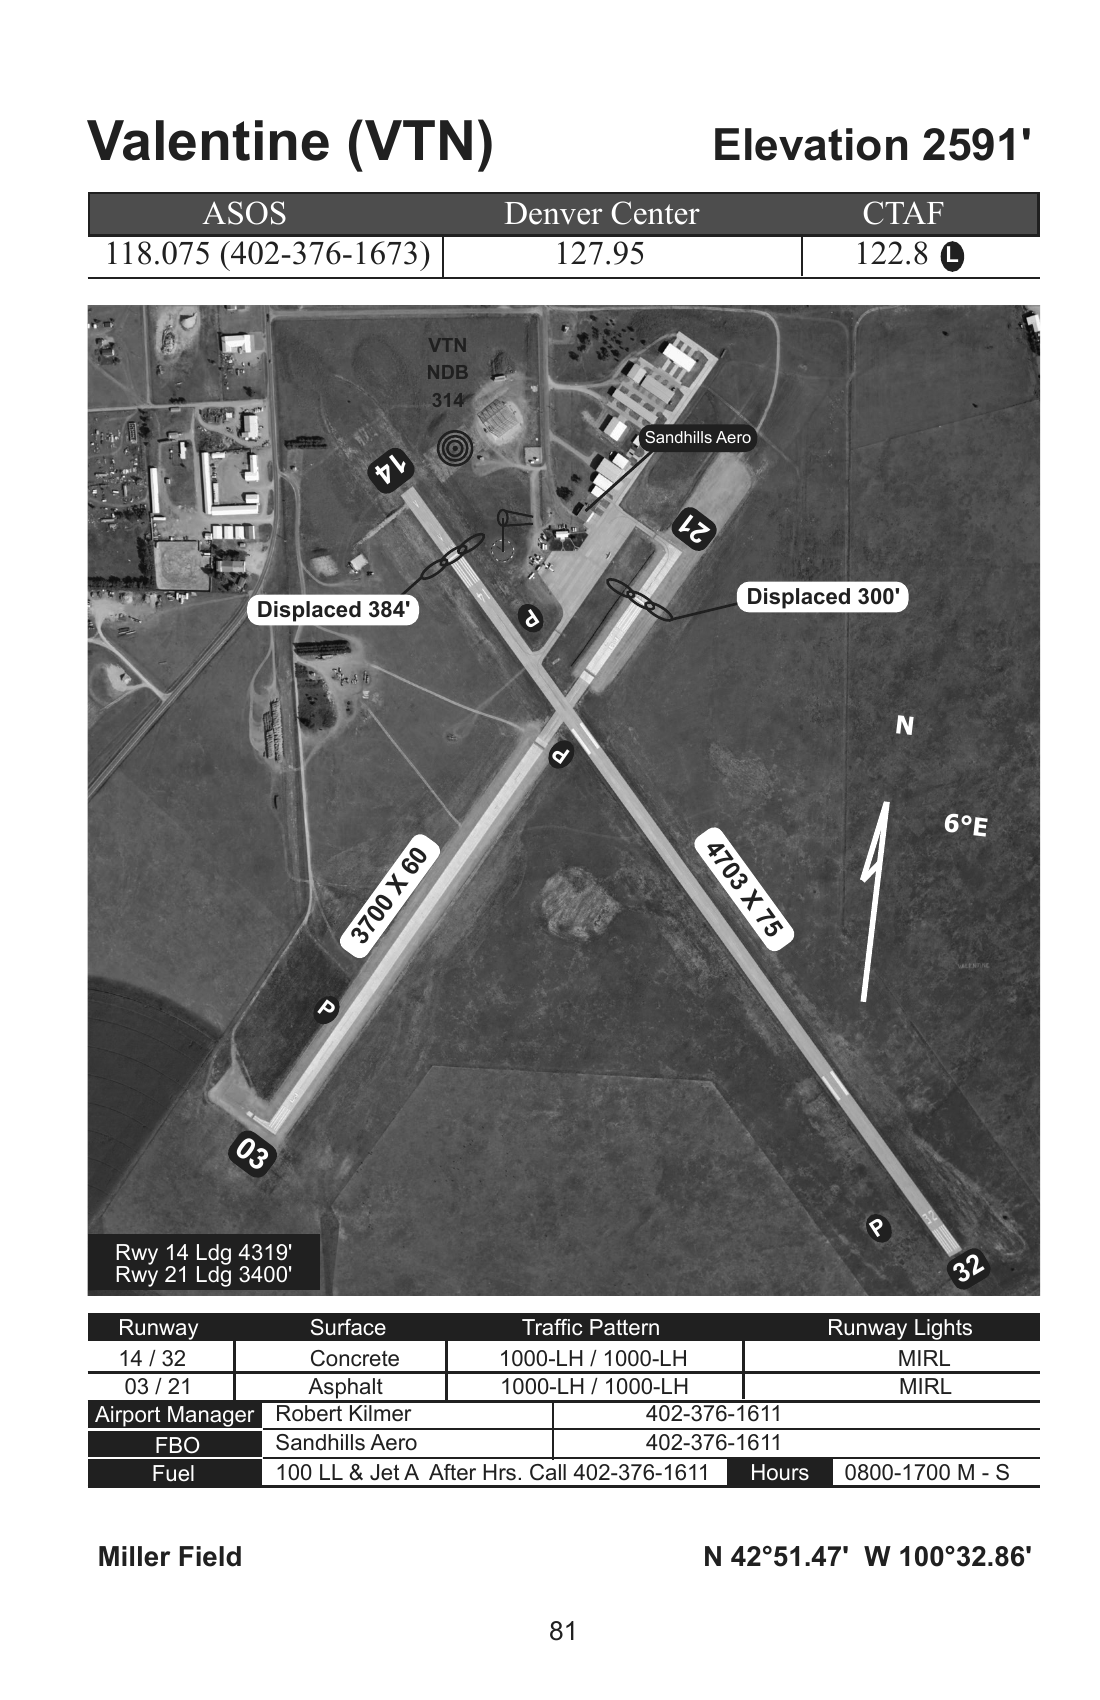 Valentine (VTN) Elevation 2591'
ASOS Denver Center CTAF
118.075 (402-376-1673) 127.95 122.8 L
VTN
NDB
314
Sandhills Aero
14
21
Displaced 384'
Displaced 300'
P
N
P
6°E
3700 X 60
4703 X 75
VALENTINE
P
03
P
32
Rwy 14 Ldg 4319'
Rwy 21 Ldg 3400'
Runway Surface Traffic Pattern Runway Lights
14 / 32 Concrete 1000-LH / 1000-LH MIRL
03 / 21 Asphalt 1000-LH / 1000-LH MIRL
Airport Manager Robert Kilmer 402-376-1611
FBO Sandhills Aero 402-376-1611
Fuel 100 LL & Jet A After Hrs. Call 402-376-1611 Hours 0800-1700 M - S
Miller Field N 42°51.47' W 100°32.86'
81